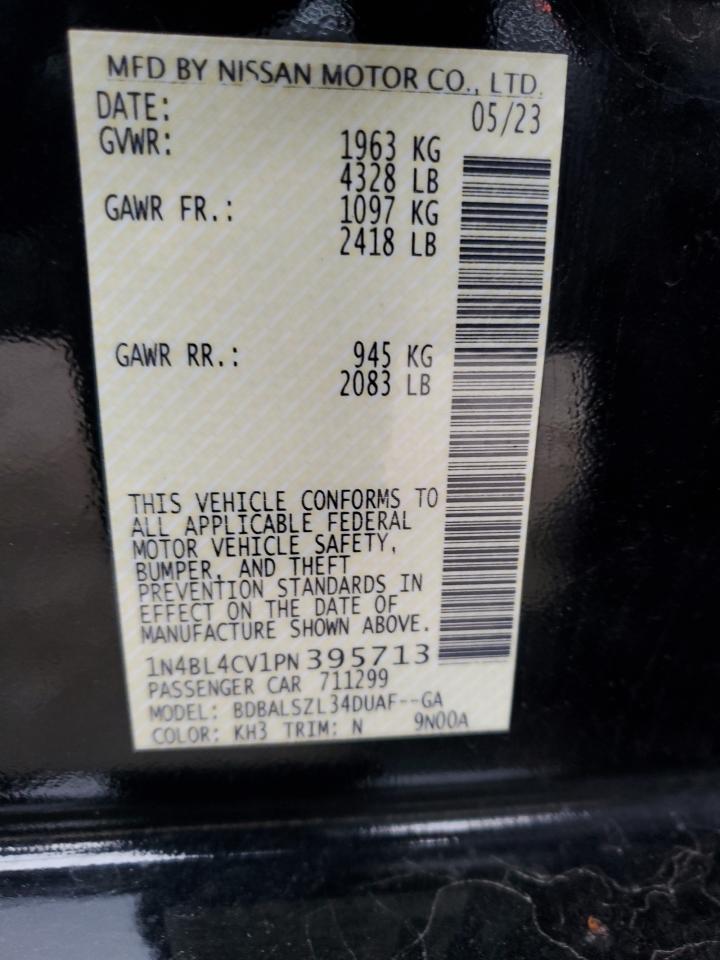 MFD BY NISSAN MOTOR CO., LTD.
DATE: 05/23
GVWR: 1963 KG
4328 LB
GAWR FR.: 1097 KG
2418 LB
GAWR RR.: 945 KG
2083 LB
THIS VEHICLE CONFORMS TO
ALL APPLICABLE FEDERAL
MOTOR VEHICLE SAFETY,
BUMPER, AND THEFT
PREVENTION STANDARDS IN
EFFECT ON THE DATE OF
MANUFACTURE SHOWN ABOVE.
1N4BL4CV1PN395713
PASSENGER CAR 711299
MODEL: BDBALSZL34DUAF--GA
COLOR: KH3 TRIM: N 9N00A